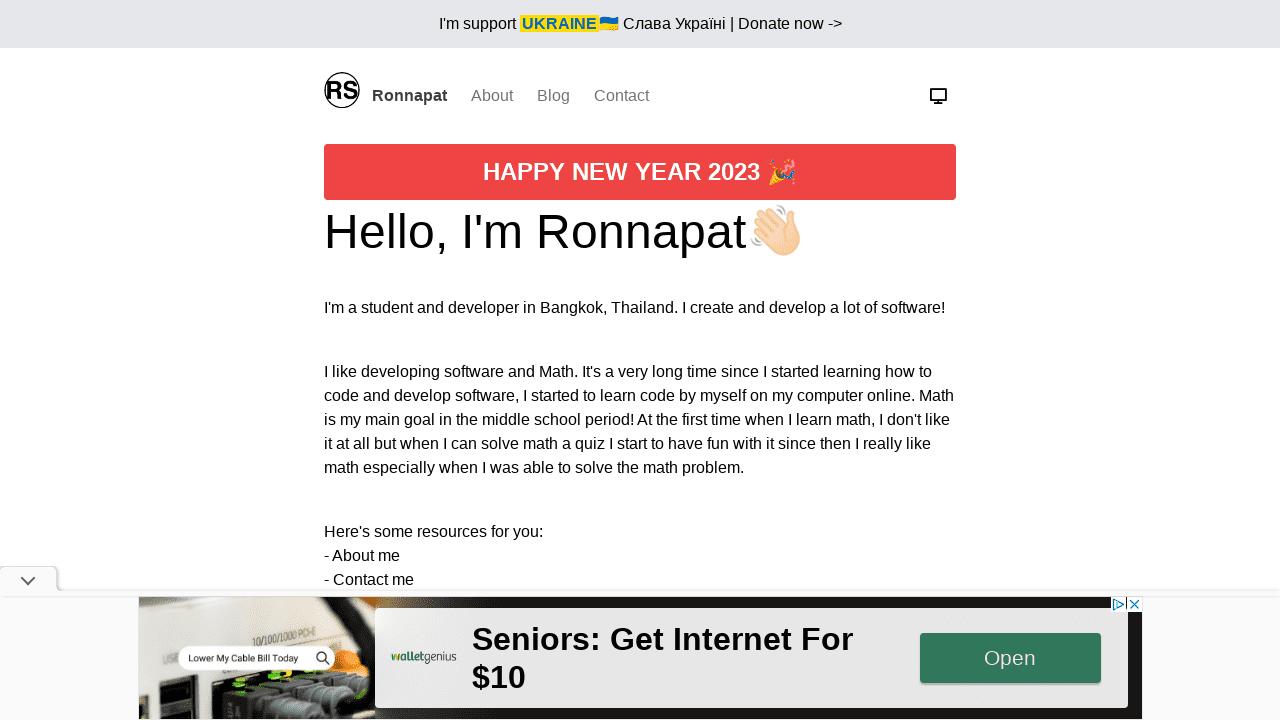 I'm support UKRAINE🇺🇦 Слава Україні | Donate now ->
RS Ronnapat About Blog Contact
HAPPY NEW YEAR 2023 🎉
Hello, I'm Ronnapat👋🏻
I'm a student and developer in Bangkok, Thailand. I create and develop a lot of software!
I like developing software and Math. It's a very long time since I started learning how to
code and develop software, I started to learn code by myself on my computer online. Math
is my main goal in the middle school period! At the first time when I learn math, I don't like
it at all but when I can solve math a quiz I start to have fun with it since then I really like
math especially when I was able to solve the math problem.
Here's some resources for you:
- About me
- Contact me
10/100/1000 PCI-E
Lower My Cable Bill Today
walletgenius
Seniors: Get Internet For
$10
Open